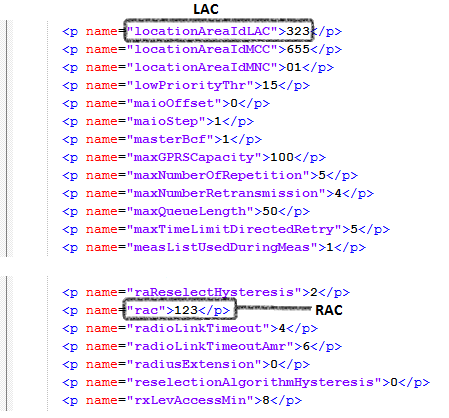 LAC
<p name="locationAreaIdLAC">323</p>
<p name="locationAreaIdMCC">655</p>
<p name="locationAreaIdMNC">01</p>
<p name="lowPriorityThr">15</p>
<p name="maioOffset">0</p>
<p name="maioStep">1</p>
<p name="masterBcf">1</p>
<p name="maxGPRSCapacity">100</p>
<p name="maxNumberOfRepetition">5</p>
<p name="maxNumberRetransmission">4</p>
<p name="maxQueueLength">50</p>
<p name="maxTimeLimitDirectedRetry">5</p>
<p name="measListUsedDuringMeas">1</p>
<p name="raReselectHysteresis">2</p>
<p name="rac">123</p> RAC
<p name="radioLinkTimeout">4</p>
<p name="radioLinkTimeoutAmr">6</p>
<p name="radiusExtension">0</p>
<p name="reselectionAlgorithmHysteresis">0</p>
<p name="rxLevAccessMin">8</p>